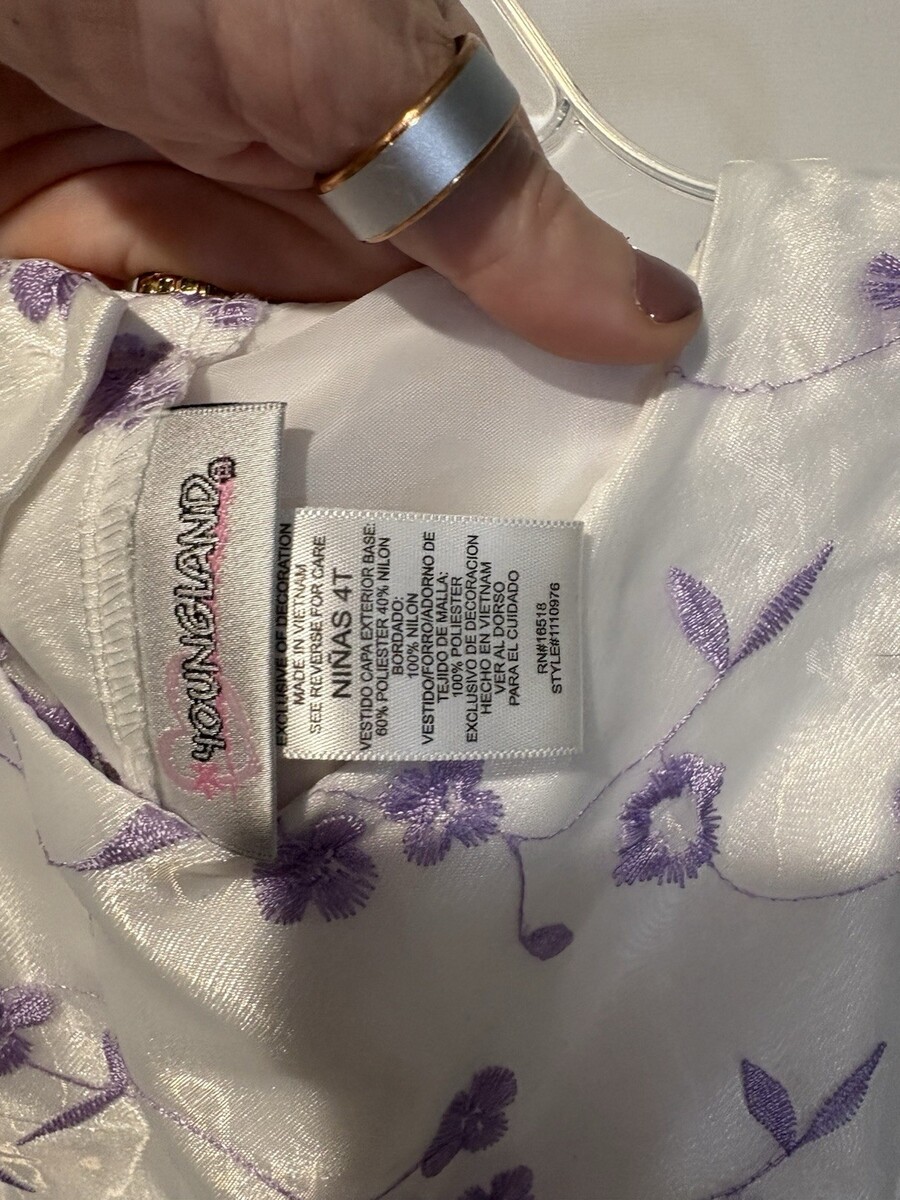 YOUNGLAND
EXCLUSIVE OF DECORATION
MADE IN VIETNAM
SEE REVERSE FOR CARE
NIÑAS 4T
VESTIDO CAPA EXTERIOR BASE:
60% POLIESTER 40% NILON
BORDADO:
100% NILON
VESTIDO/FORRO/ADORNO DE
TEJIDO DE MALLA:
100% POLIESTER
EXCLUSIVO DE DECORACION
HECHO EN VIETNAM
VER AL DORSO
PARA EL CUIDADO
RN#16518
STYLE#1110976